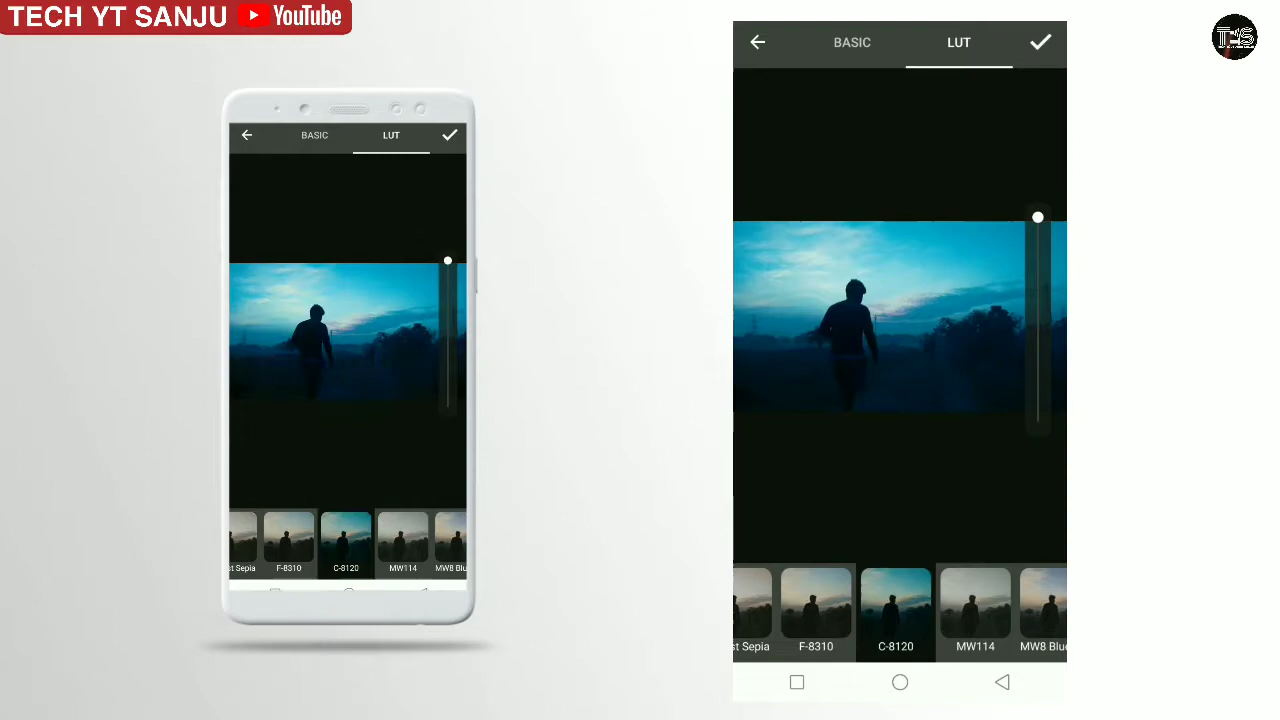 TECH YT SANJU YouTube
BASIC LUT
st Sepia F-8310 C-8120 MW114 MW8 Blu
BASIC LUT
st Sepia F-8310 C-8120 MW114 MW8 Blue